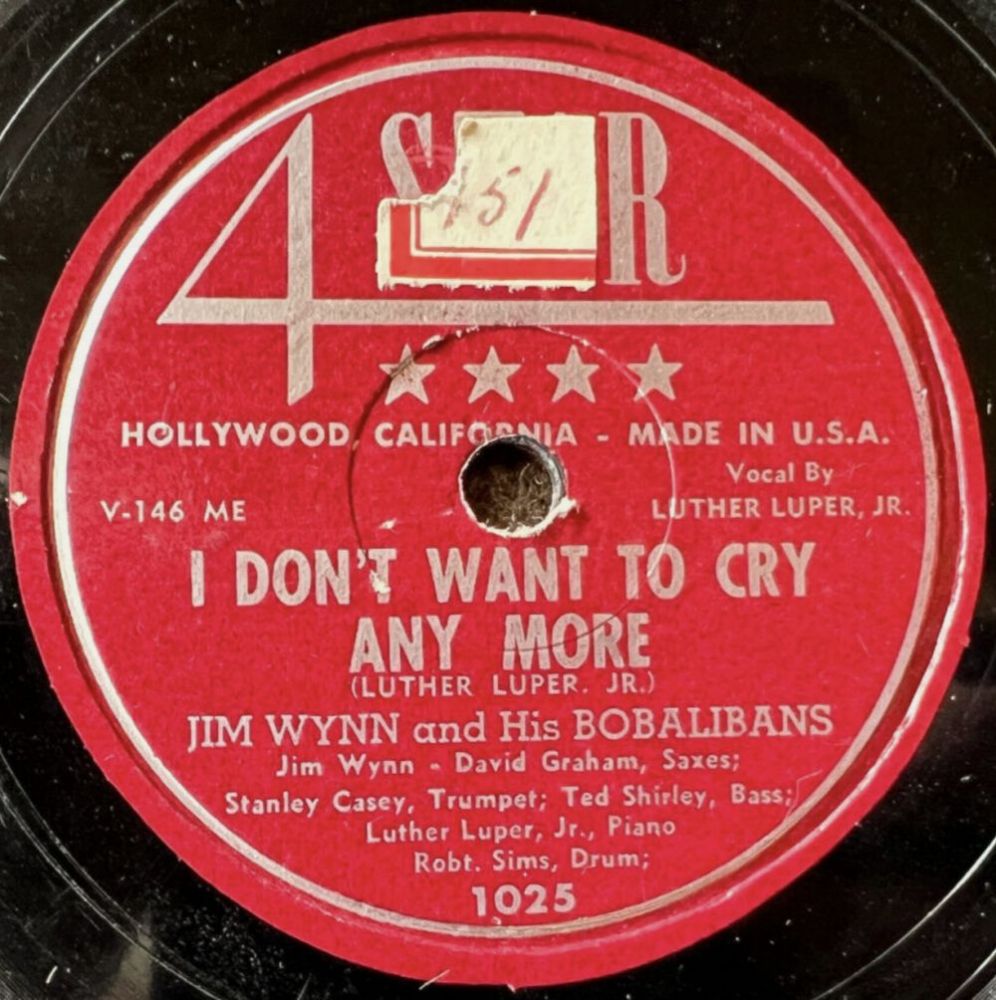 4 S R
151
HOLLYWOOD, CALIFORNIA - MADE IN U.S.A.
Vocal By
V-146 ME LUTHER LUPER, JR.
I DON'T WANT TO CRY
ANY MORE
(LUTHER LUPER. JR.)
JIM WYNN and His BOBALIBANS
Jim Wynn - David Graham, Saxes;
Stanley Casey, Trumpet; Ted Shirley, Bass;
Luther Luper, Jr., Piano
Robt. Sims, Drum;
1025